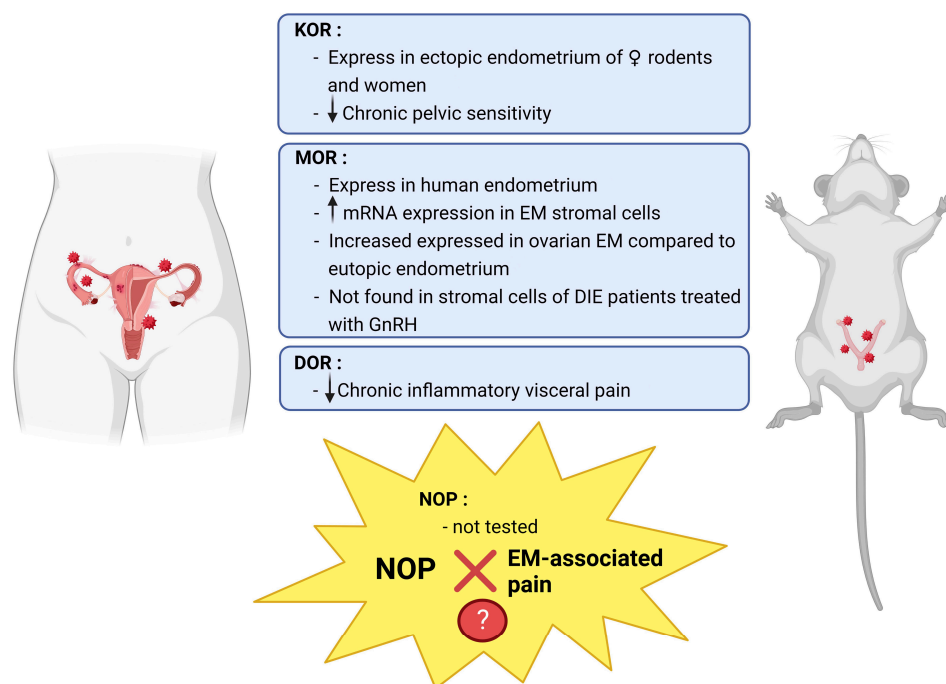 KOR :
- Express in ectopic endometrium of ♀ rodents
and women
- ↓ Chronic pelvic sensitivity
MOR :
- Express in human endometrium
- ↑ mRNA expression in EM stromal cells
- Increased expressed in ovarian EM compared to
eutopic endometrium
- Not found in stromal cells of DIE patients treated
with GnRH
DOR :
- ↓ Chronic inflammatory visceral pain
NOP :
- not tested
NOP
EM-associated
pain
?